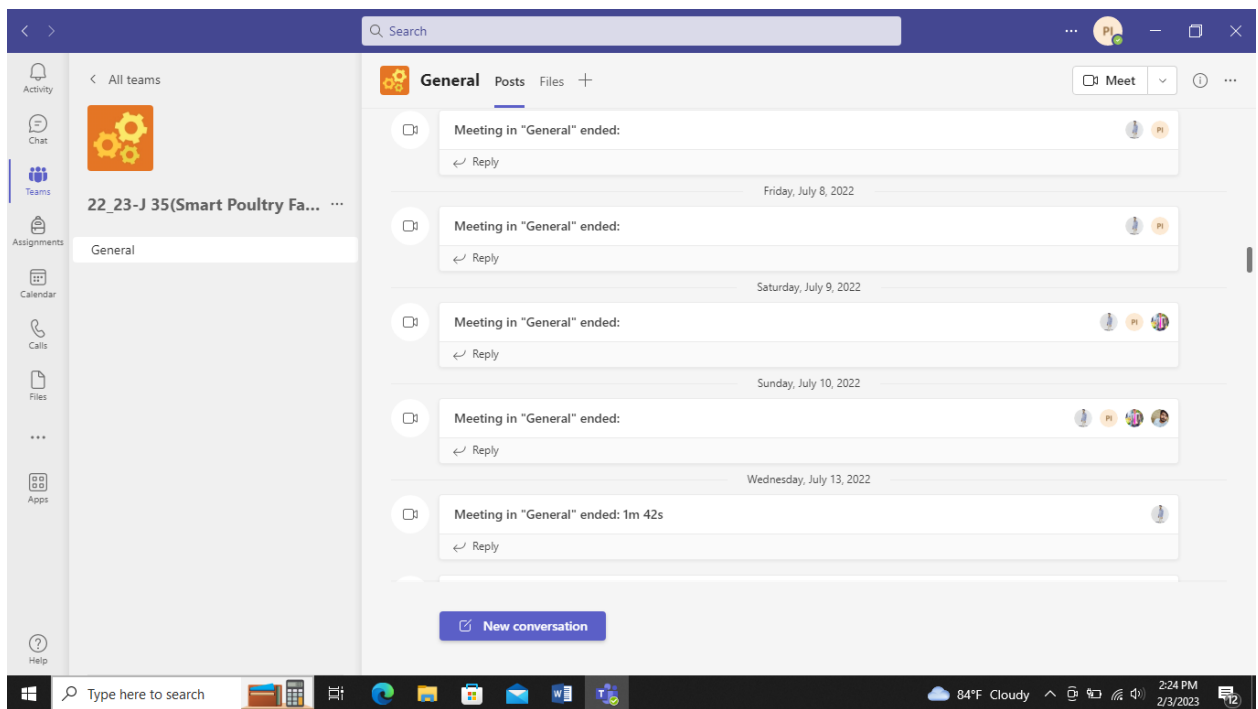 Search
PI
Activity
Chat
Teams
Assignments
Calendar
Calls
Files
Apps
Help
All teams
22_23-J 35(Smart Poultry Fa... ...
General
General Posts Files
Meet
Meeting in "General" ended:
PI
Reply
Friday, July 8, 2022
Meeting in "General" ended:
PI
Reply
Saturday, July 9, 2022
Meeting in "General" ended:
PI
Reply
Sunday, July 10, 2022
Meeting in "General" ended:
PI
Reply
Wednesday, July 13, 2022
Meeting in "General" ended: 1m 42s
Reply
New conversation
Type here to search
84°F Cloudy
2:24 PM
2/3/2023
12